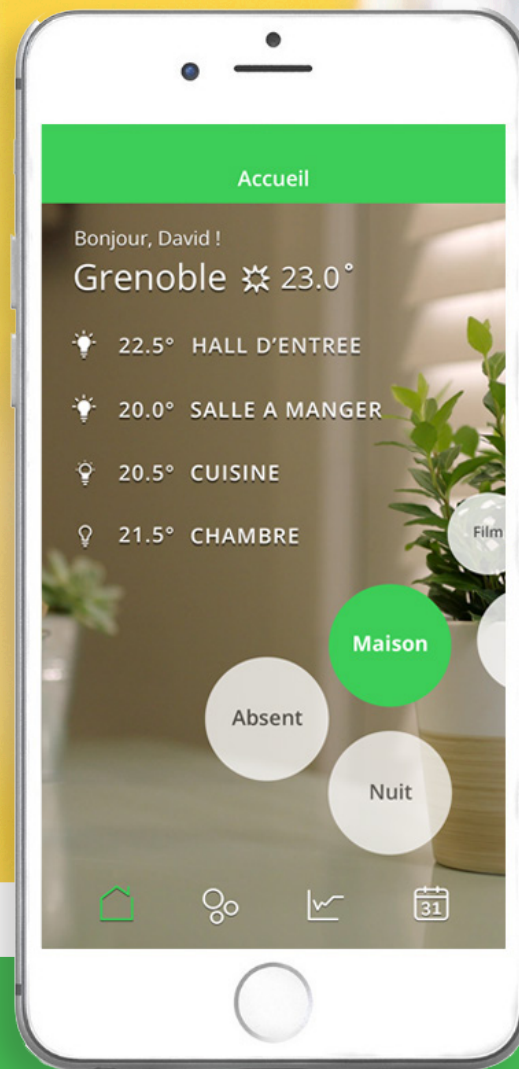 Accueil
Bonjour, David !
Grenoble 23.0°
22.5° HALL D'ENTREE
20.0° SALLE A MANGER
20.5° CUISINE
21.5° CHAMBRE
Film
Maison
Absent
Nuit
31